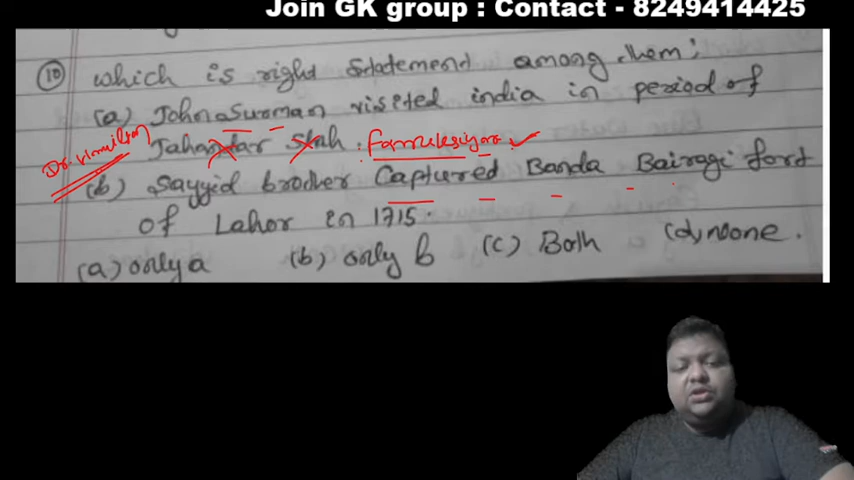 Join GK group : Contact - 8249414425
(10) which is right statement among them;
(a) John Surman visited india in period of
Dr. Hamilton
Jahandar Shah. Farruksiyar ✓
(b) Sayyid brother Captured Banda Bairagi fort
of Lahor in 1715.
(a) only a (b) only b (c) Both (d) none.